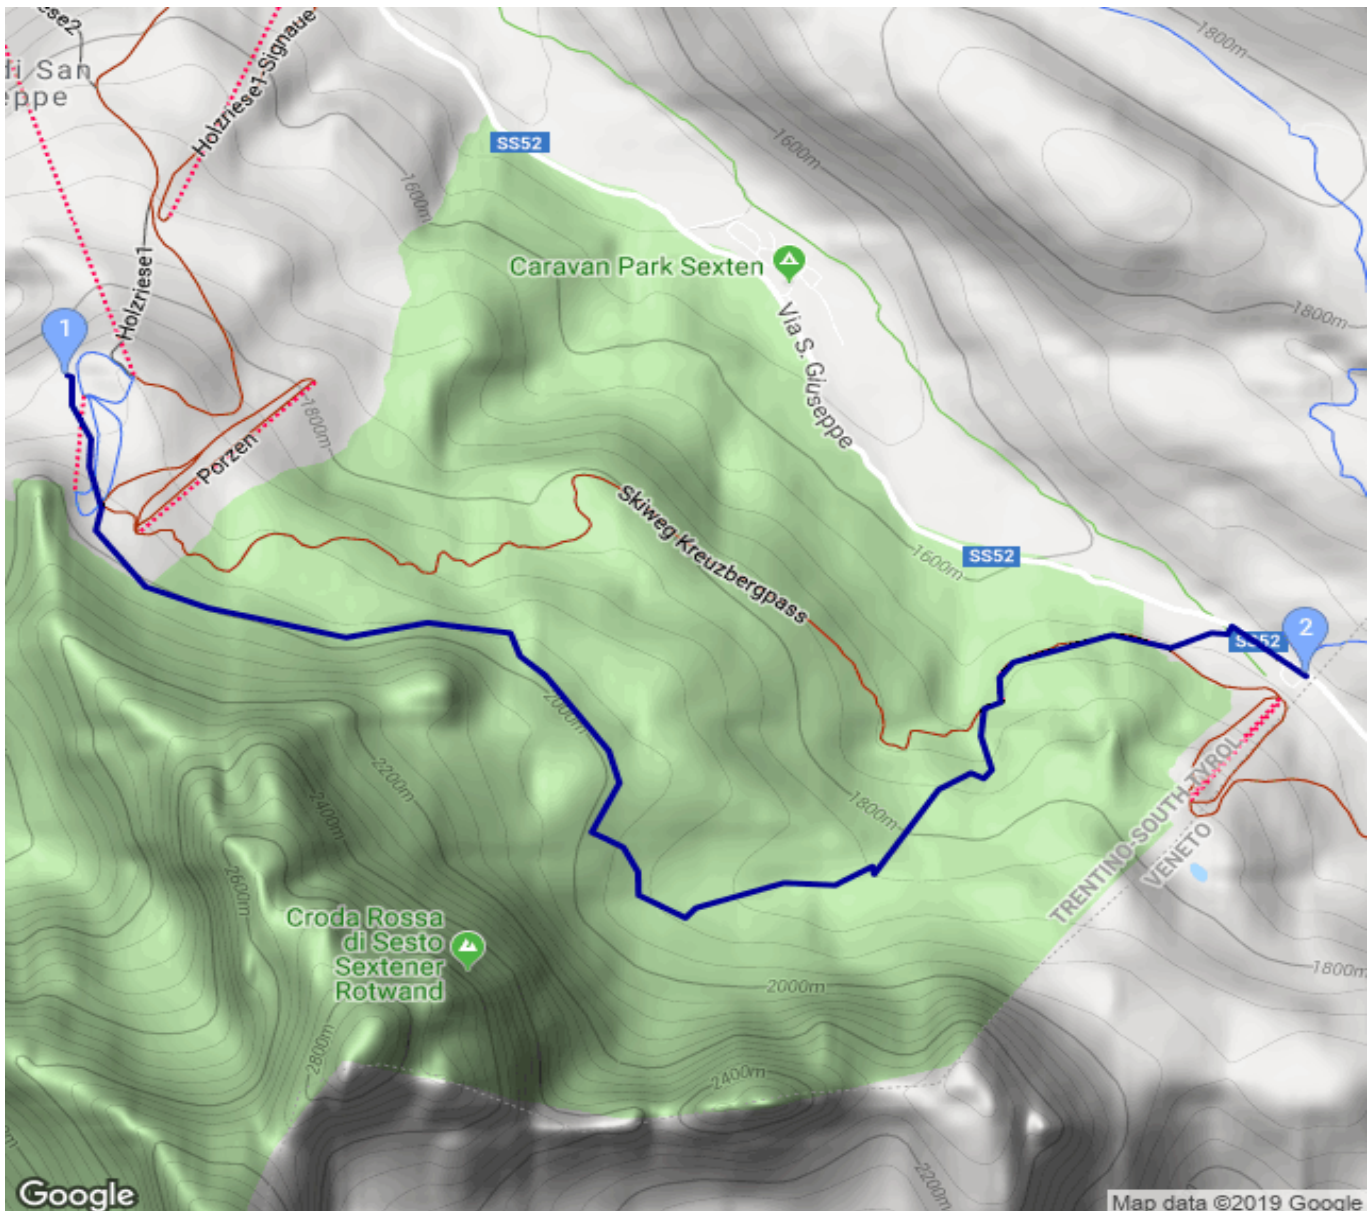 di San
Holzriese1-Signaue
SS52
1800m
1600m
1600m
Caravan Park Sexten
Holzriese1
1
Via S. Giuseppe
1800m
1800m
Porzen
Skiweg Kreuzbergpass
1600m
SS52
2
SS52
2000m
2200m
2400m
1800m
TRENTINO-SOUTH TYROL
VENETO
2600m
Croda Rossa
di Sesto
Sextener
Rotwand
1800m
2000m
2800m
2400m
2200m
Google
Map data ©2019 Google